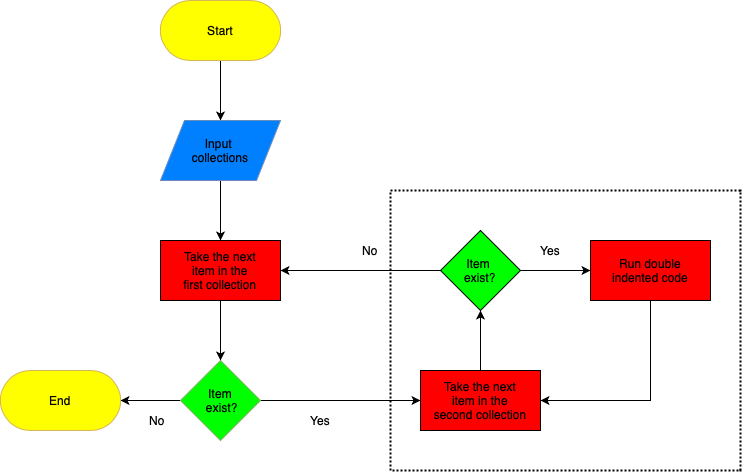 Start
Input
collections
Take the next
item in the
first collection
No
Item
exist?
Yes
Run double
indented code
End
No
Item
exist?
Yes
Take the next
item in the
second collection